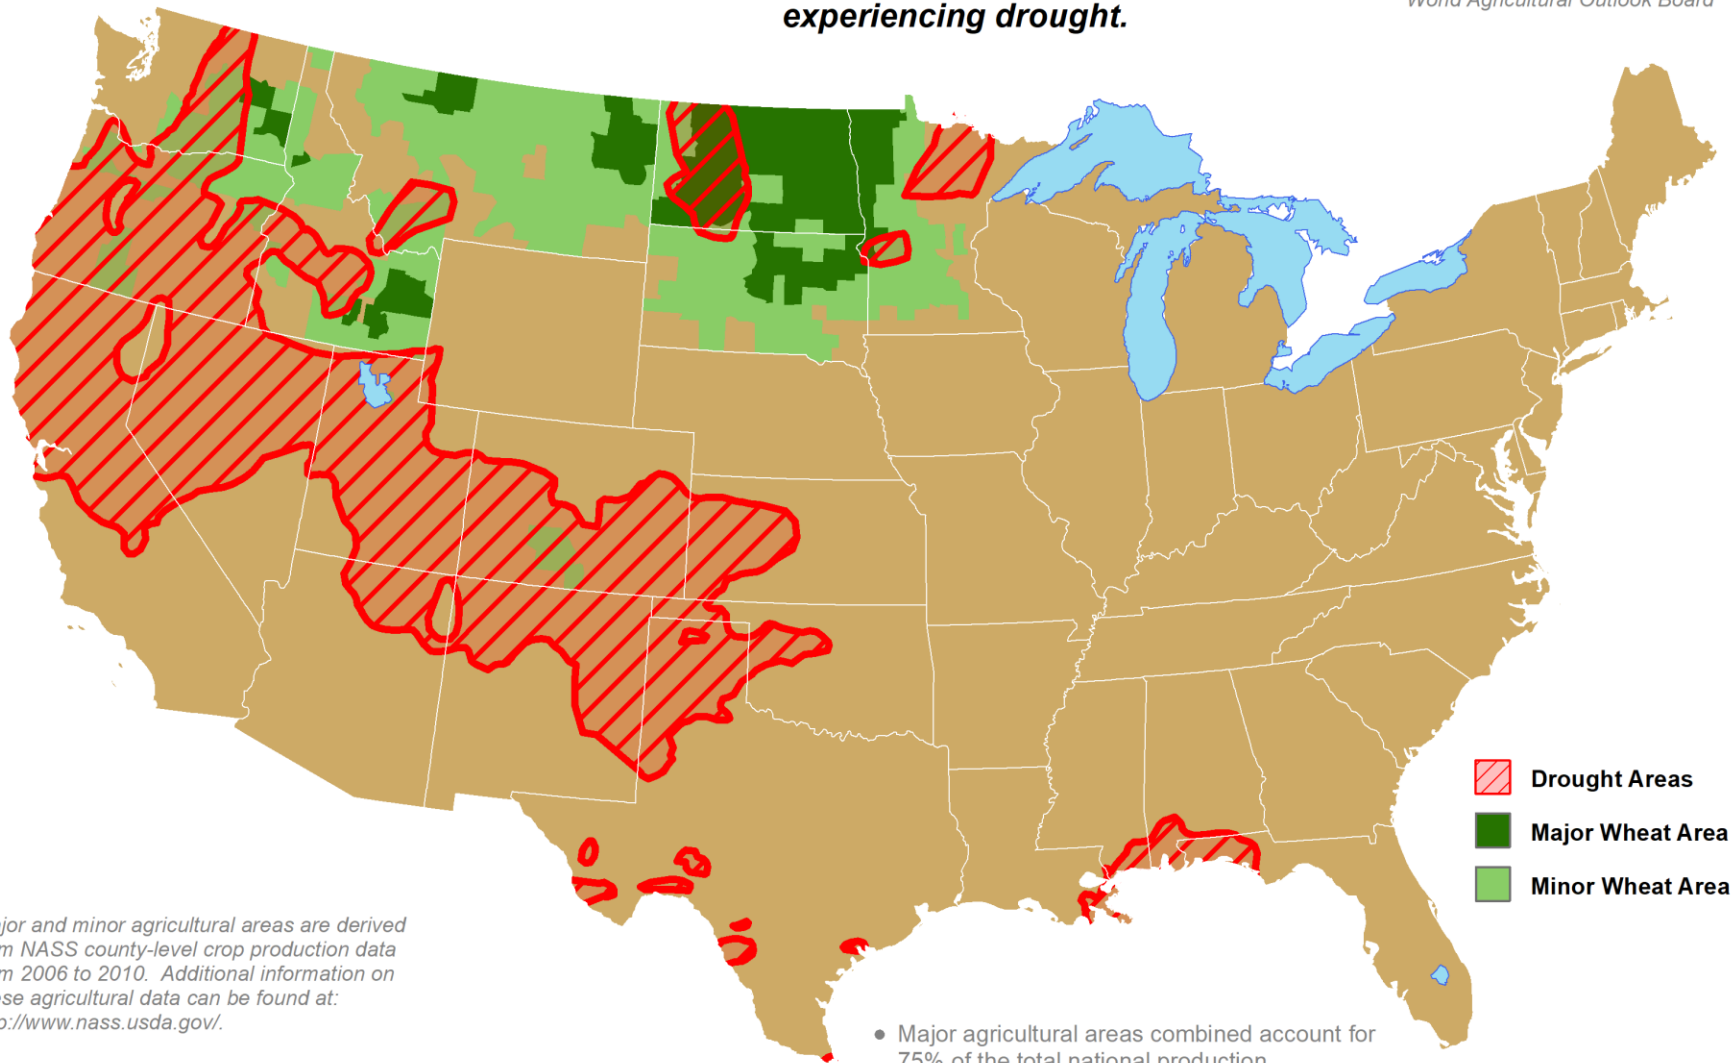 experiencing drought.
World Agricultural Outlook Board
Drought Areas
Major Wheat Area
Minor Wheat Area
jor and minor agricultural areas are derived
m NASS county-level crop production data
m 2006 to 2010. Additional information on
ese agricultural data can be found at:
p://www.nass.usda.gov/.
● Major agricultural areas combined account for
75% of the total national production